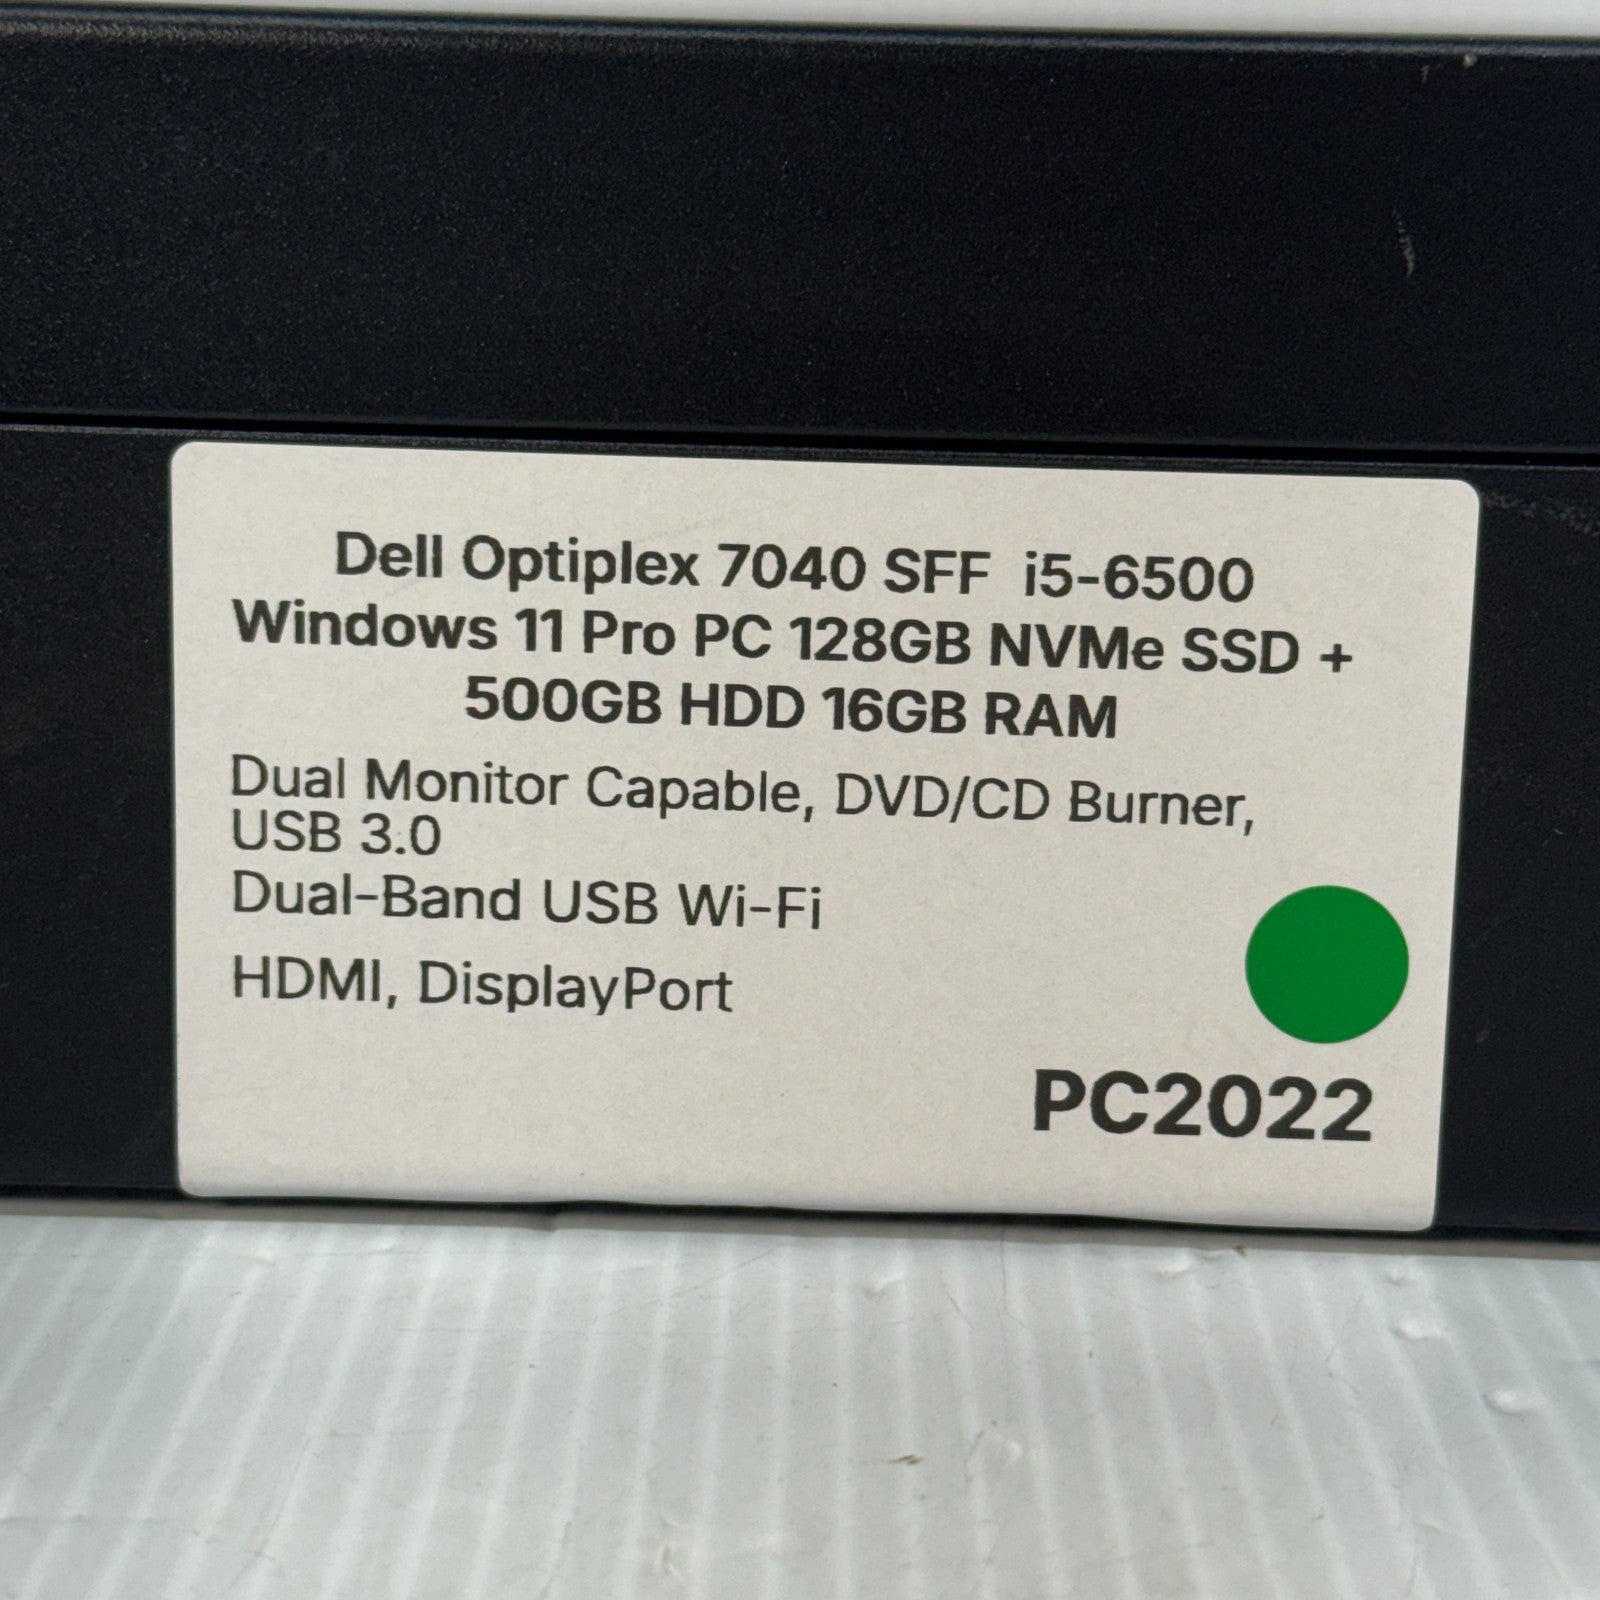 Dell Optiplex 7040 SFF i5-6500
Windows 11 Pro PC 128GB NVMe SSD +
500GB HDD 16GB RAM
Dual Monitor Capable, DVD/CD Burner,
USB 3.0
Dual-Band USB Wi-Fi
HDMI, DisplayPort
PC2022